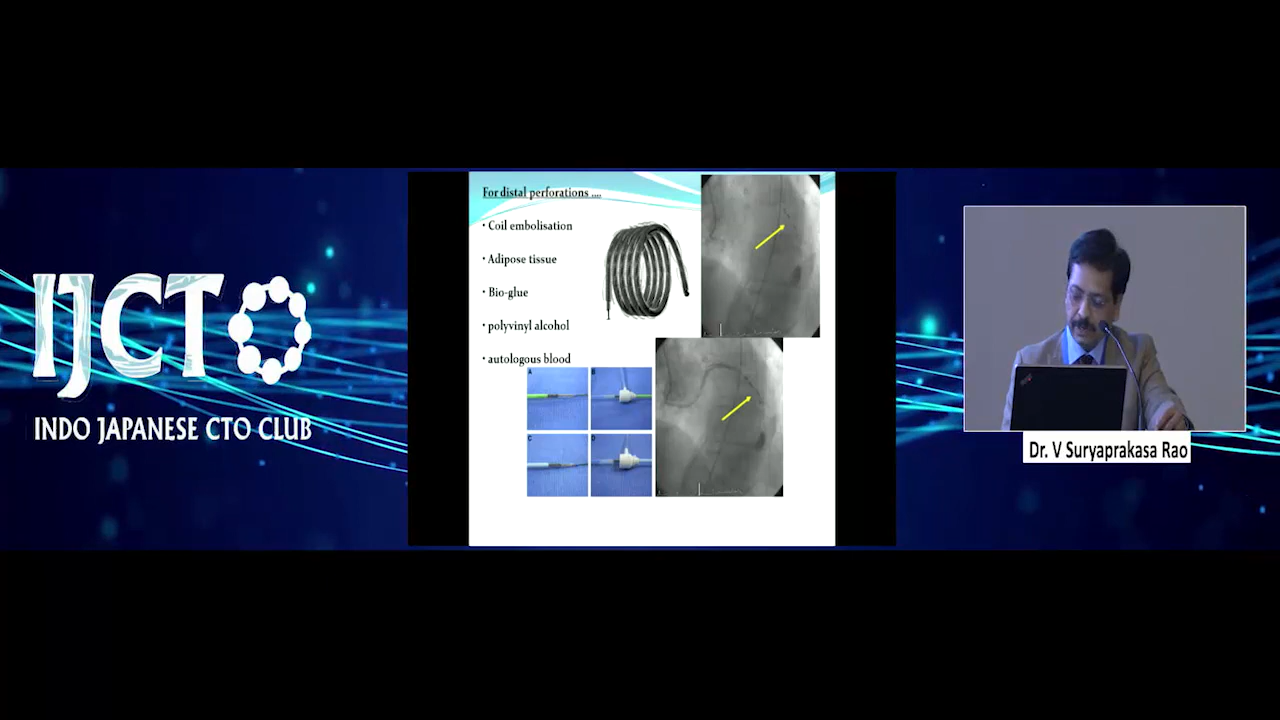 IJCTO
INDO JAPANESE CTO CLUB
For distal perforations ....
• Coil embolisation
• Adipose tissue
• Bio-glue
• polyvinyl alcohol
• autologous blood
A
B
C
D
Dr. V Suryaprakasa Rao